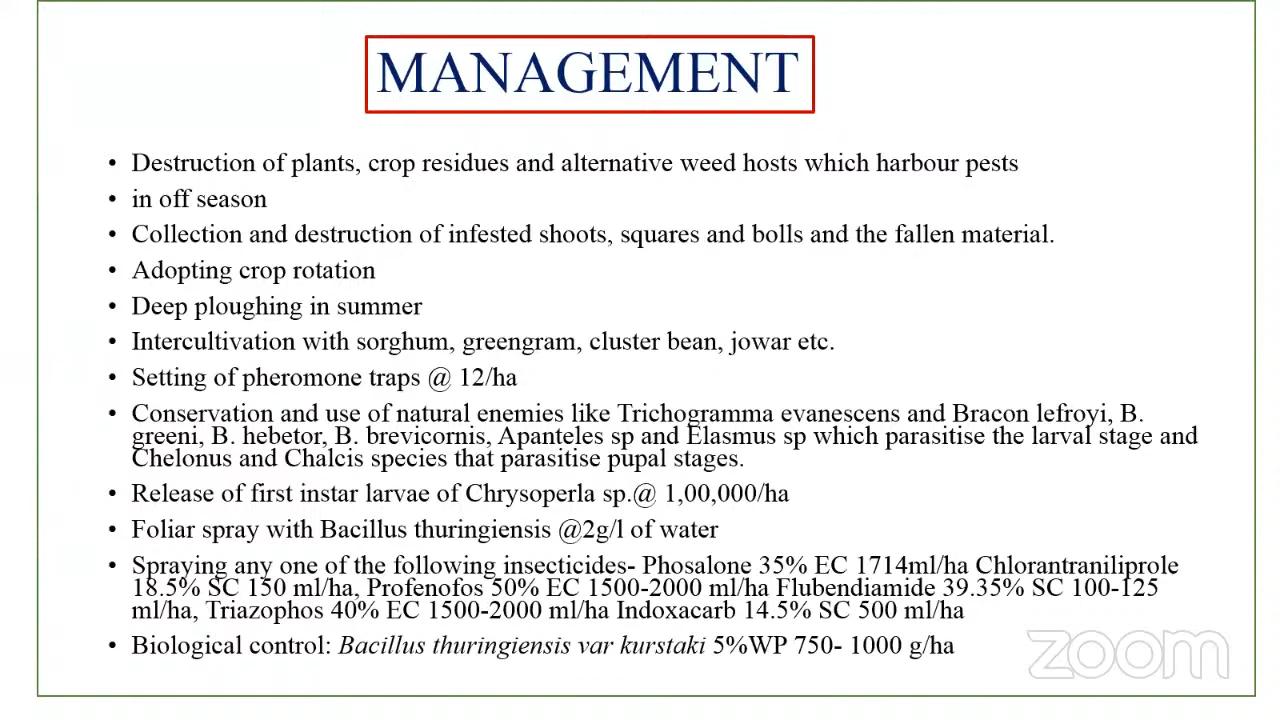 MANAGEMENT
• Destruction of plants, crop residues and alternative weed hosts which harbour pests
• in off season
• Collection and destruction of infested shoots, squares and bolls and the fallen material.
• Adopting crop rotation
• Deep ploughing in summer
• Intercultivation with sorghum, greengram, cluster bean, jowar etc.
• Setting of pheromone traps @ 12/ha
• Conservation and use of natural enemies like Trichogramma evanescens and Bracon lefroyi, B.
greeni, B. hebetor, B. brevicornis, Apanteles sp and Elasmus sp which parasitise the larval stage and
Chelonus and Chalcis species that parasitise pupal stages.
• Release of first instar larvae of Chrysoperla sp.@ 1,00,000/ha
• Foliar spray with Bacillus thuringiensis @2g/l of water
• Spraying any one of the following insecticides- Phosalone 35% EC 1714ml/ha Chlorantraniliprole
18.5% SC 150 ml/ha, Profenofos 50% EC 1500-2000 ml/ha Flubendiamide 39.35% SC 100-125
ml/ha, Triazophos 40% EC 1500-2000 ml/ha Indoxacarb 14.5% SC 500 ml/ha
• Biological control: Bacillus thuringiensis var kurstaki 5%WP 750- 1000 g/ha
zoom